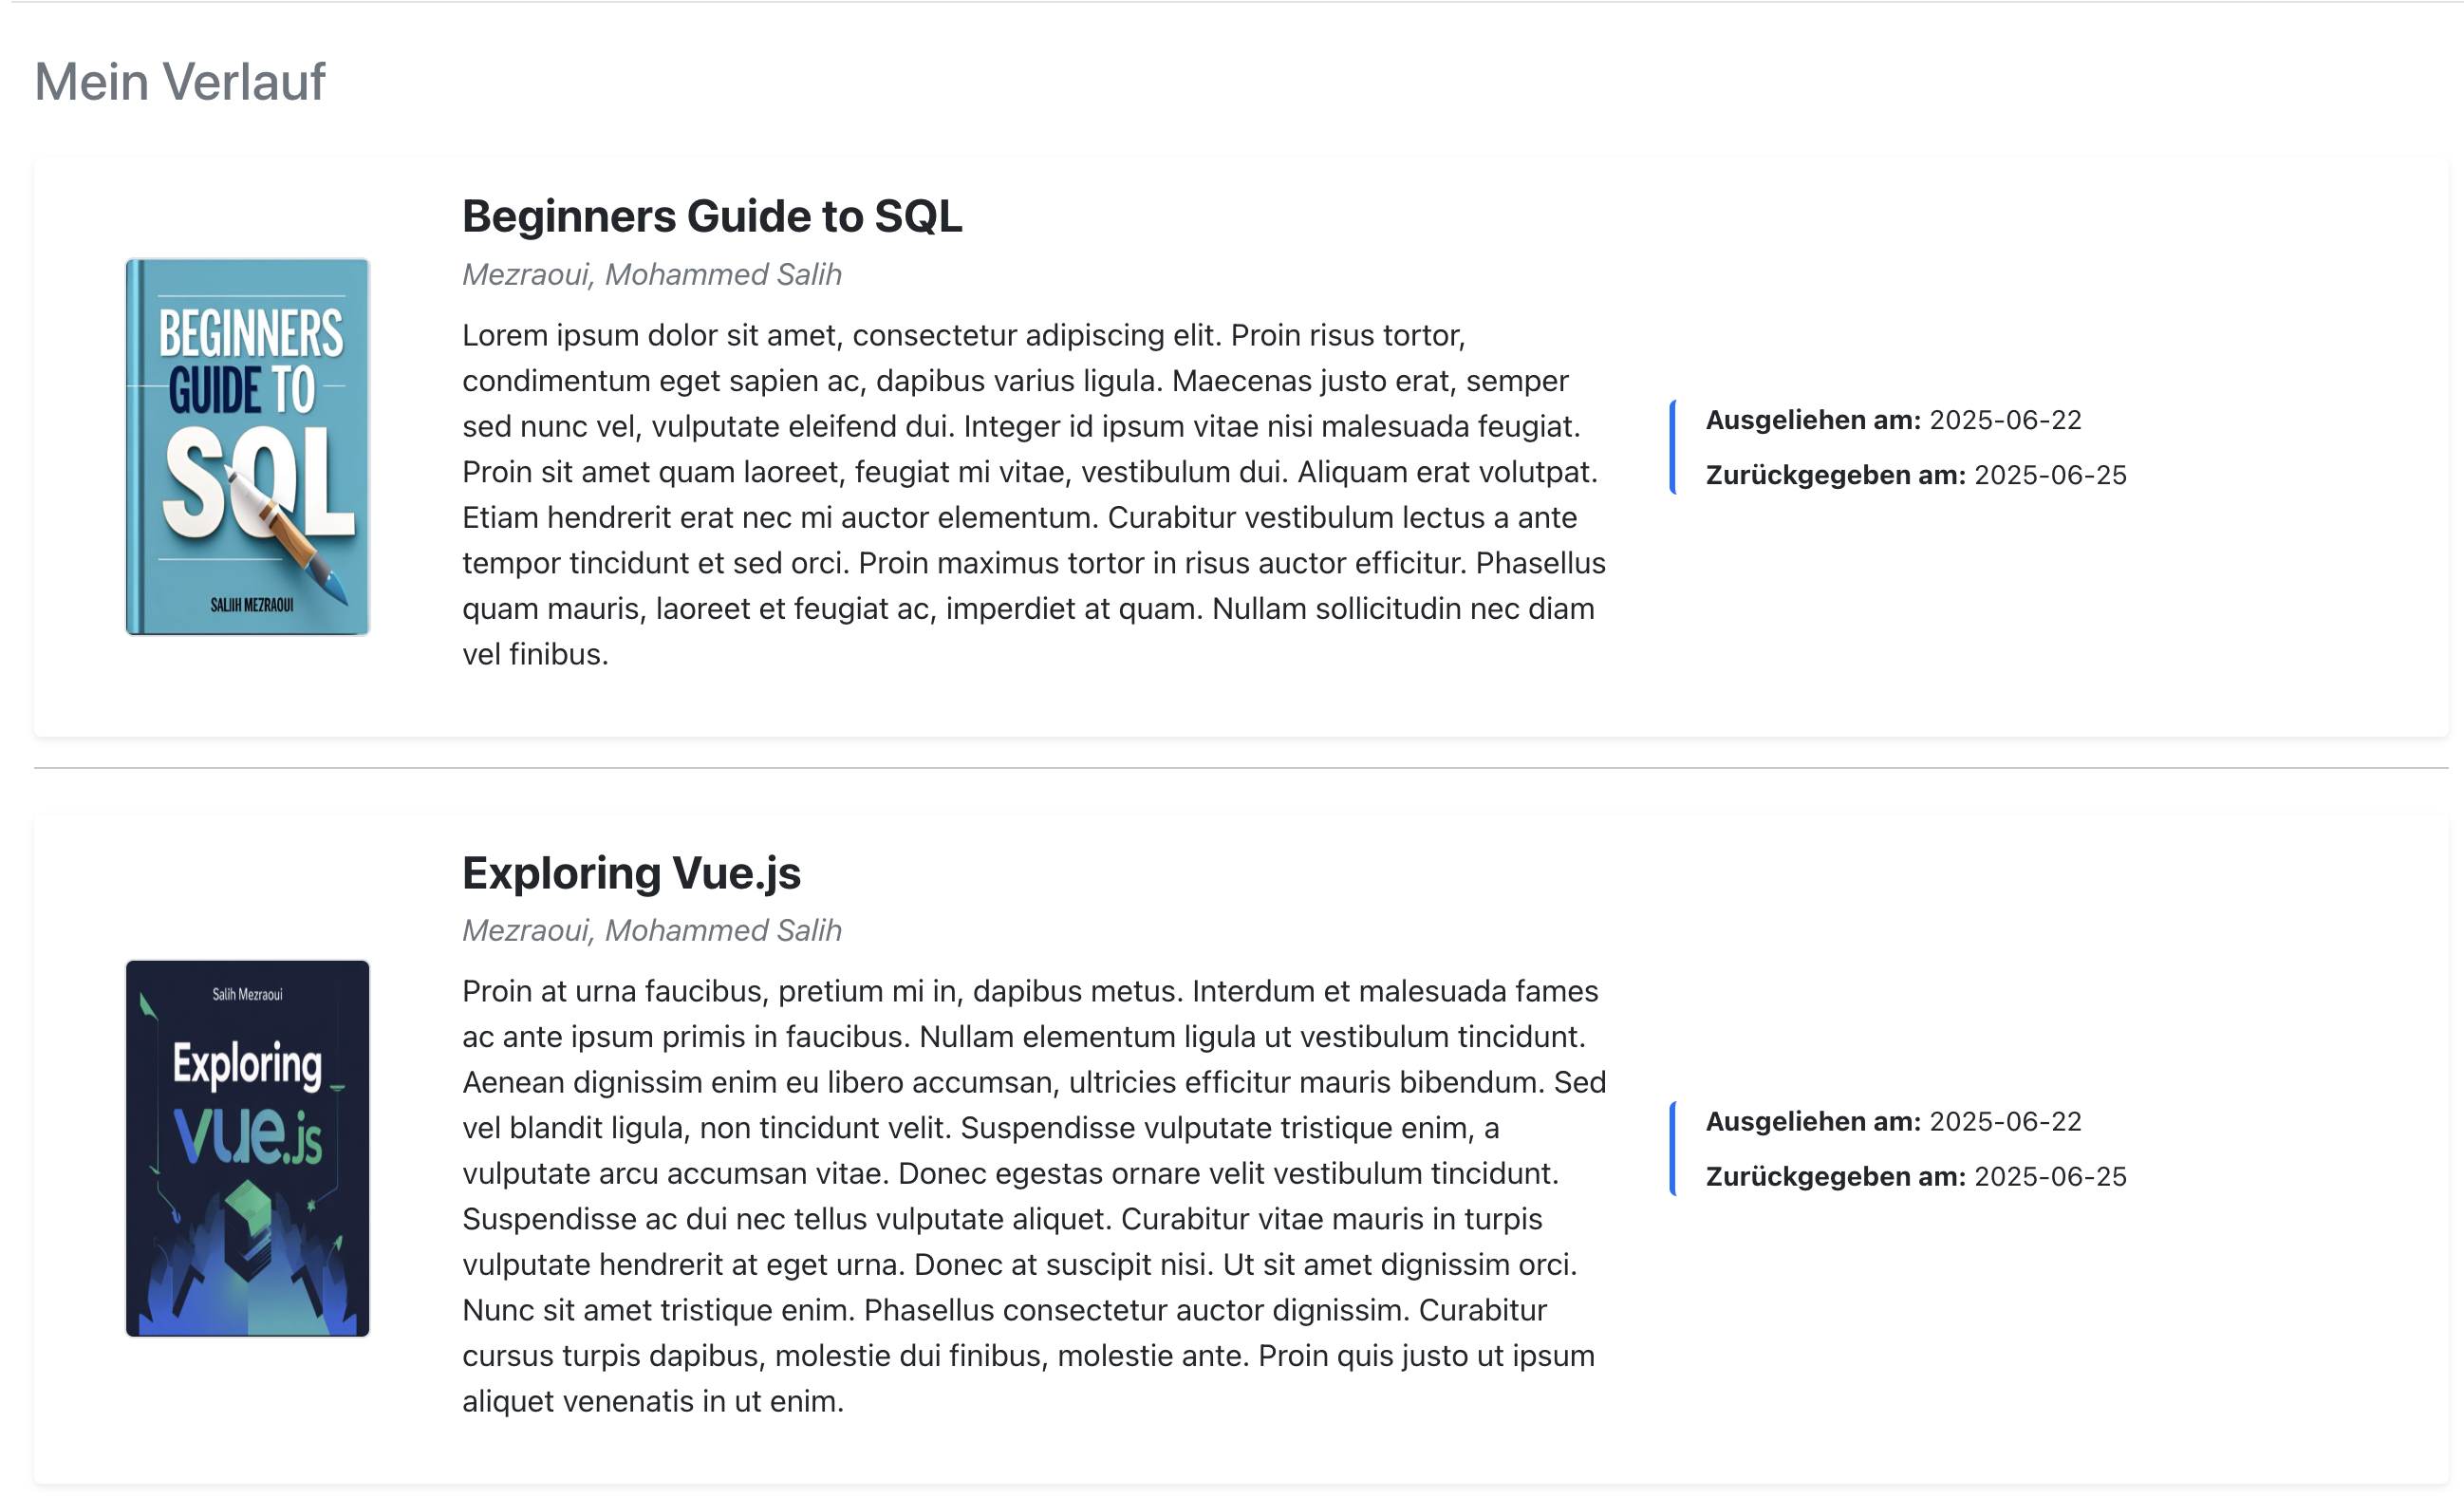 Mein Verlauf
BEGINNERS
GUIDE TO
SQL
SALIIH MEZRAOUI
Beginners Guide to SQL
Mezraoui, Mohammed Salih
Lorem ipsum dolor sit amet, consectetur adipiscing elit. Proin risus tortor,
condimentum eget sapien ac, dapibus varius ligula. Maecenas justo erat, semper
sed nunc vel, vulputate eleifend dui. Integer id ipsum vitae nisi malesuada feugiat.
Proin sit amet quam laoreet, feugiat mi vitae, vestibulum dui. Aliquam erat volutpat.
Etiam hendrerit erat nec mi auctor elementum. Curabitur vestibulum lectus a ante
tempor tincidunt et sed orci. Proin maximus tortor in risus auctor efficitur. Phasellus
quam mauris, laoreet et feugiat ac, imperdiet at quam. Nullam sollicitudin nec diam
vel finibus.
Ausgeliehen am: 2025-06-22
Zurückgegeben am: 2025-06-25
Salih Mezraoui
Exploring
vue.js
Exploring Vue.js
Mezraoui, Mohammed Salih
Proin at urna faucibus, pretium mi in, dapibus metus. Interdum et malesuada fames
ac ante ipsum primis in faucibus. Nullam elementum ligula ut vestibulum tincidunt.
Aenean dignissim enim eu libero accumsan, ultricies efficitur mauris bibendum. Sed
vel blandit ligula, non tincidunt velit. Suspendisse vulputate tristique enim, a
vulputate arcu accumsan vitae. Donec egestas ornare velit vestibulum tincidunt.
Suspendisse ac dui nec tellus vulputate aliquet. Curabitur vitae mauris in turpis
vulputate hendrerit at eget urna. Donec at suscipit nisi. Ut sit amet dignissim orci.
Nunc sit amet tristique enim. Phasellus consectetur auctor dignissim. Curabitur
cursus turpis dapibus, molestie dui finibus, molestie ante. Proin quis justo ut ipsum
aliquet venenatis in ut enim.
Ausgeliehen am: 2025-06-22
Zurückgegeben am: 2025-06-25